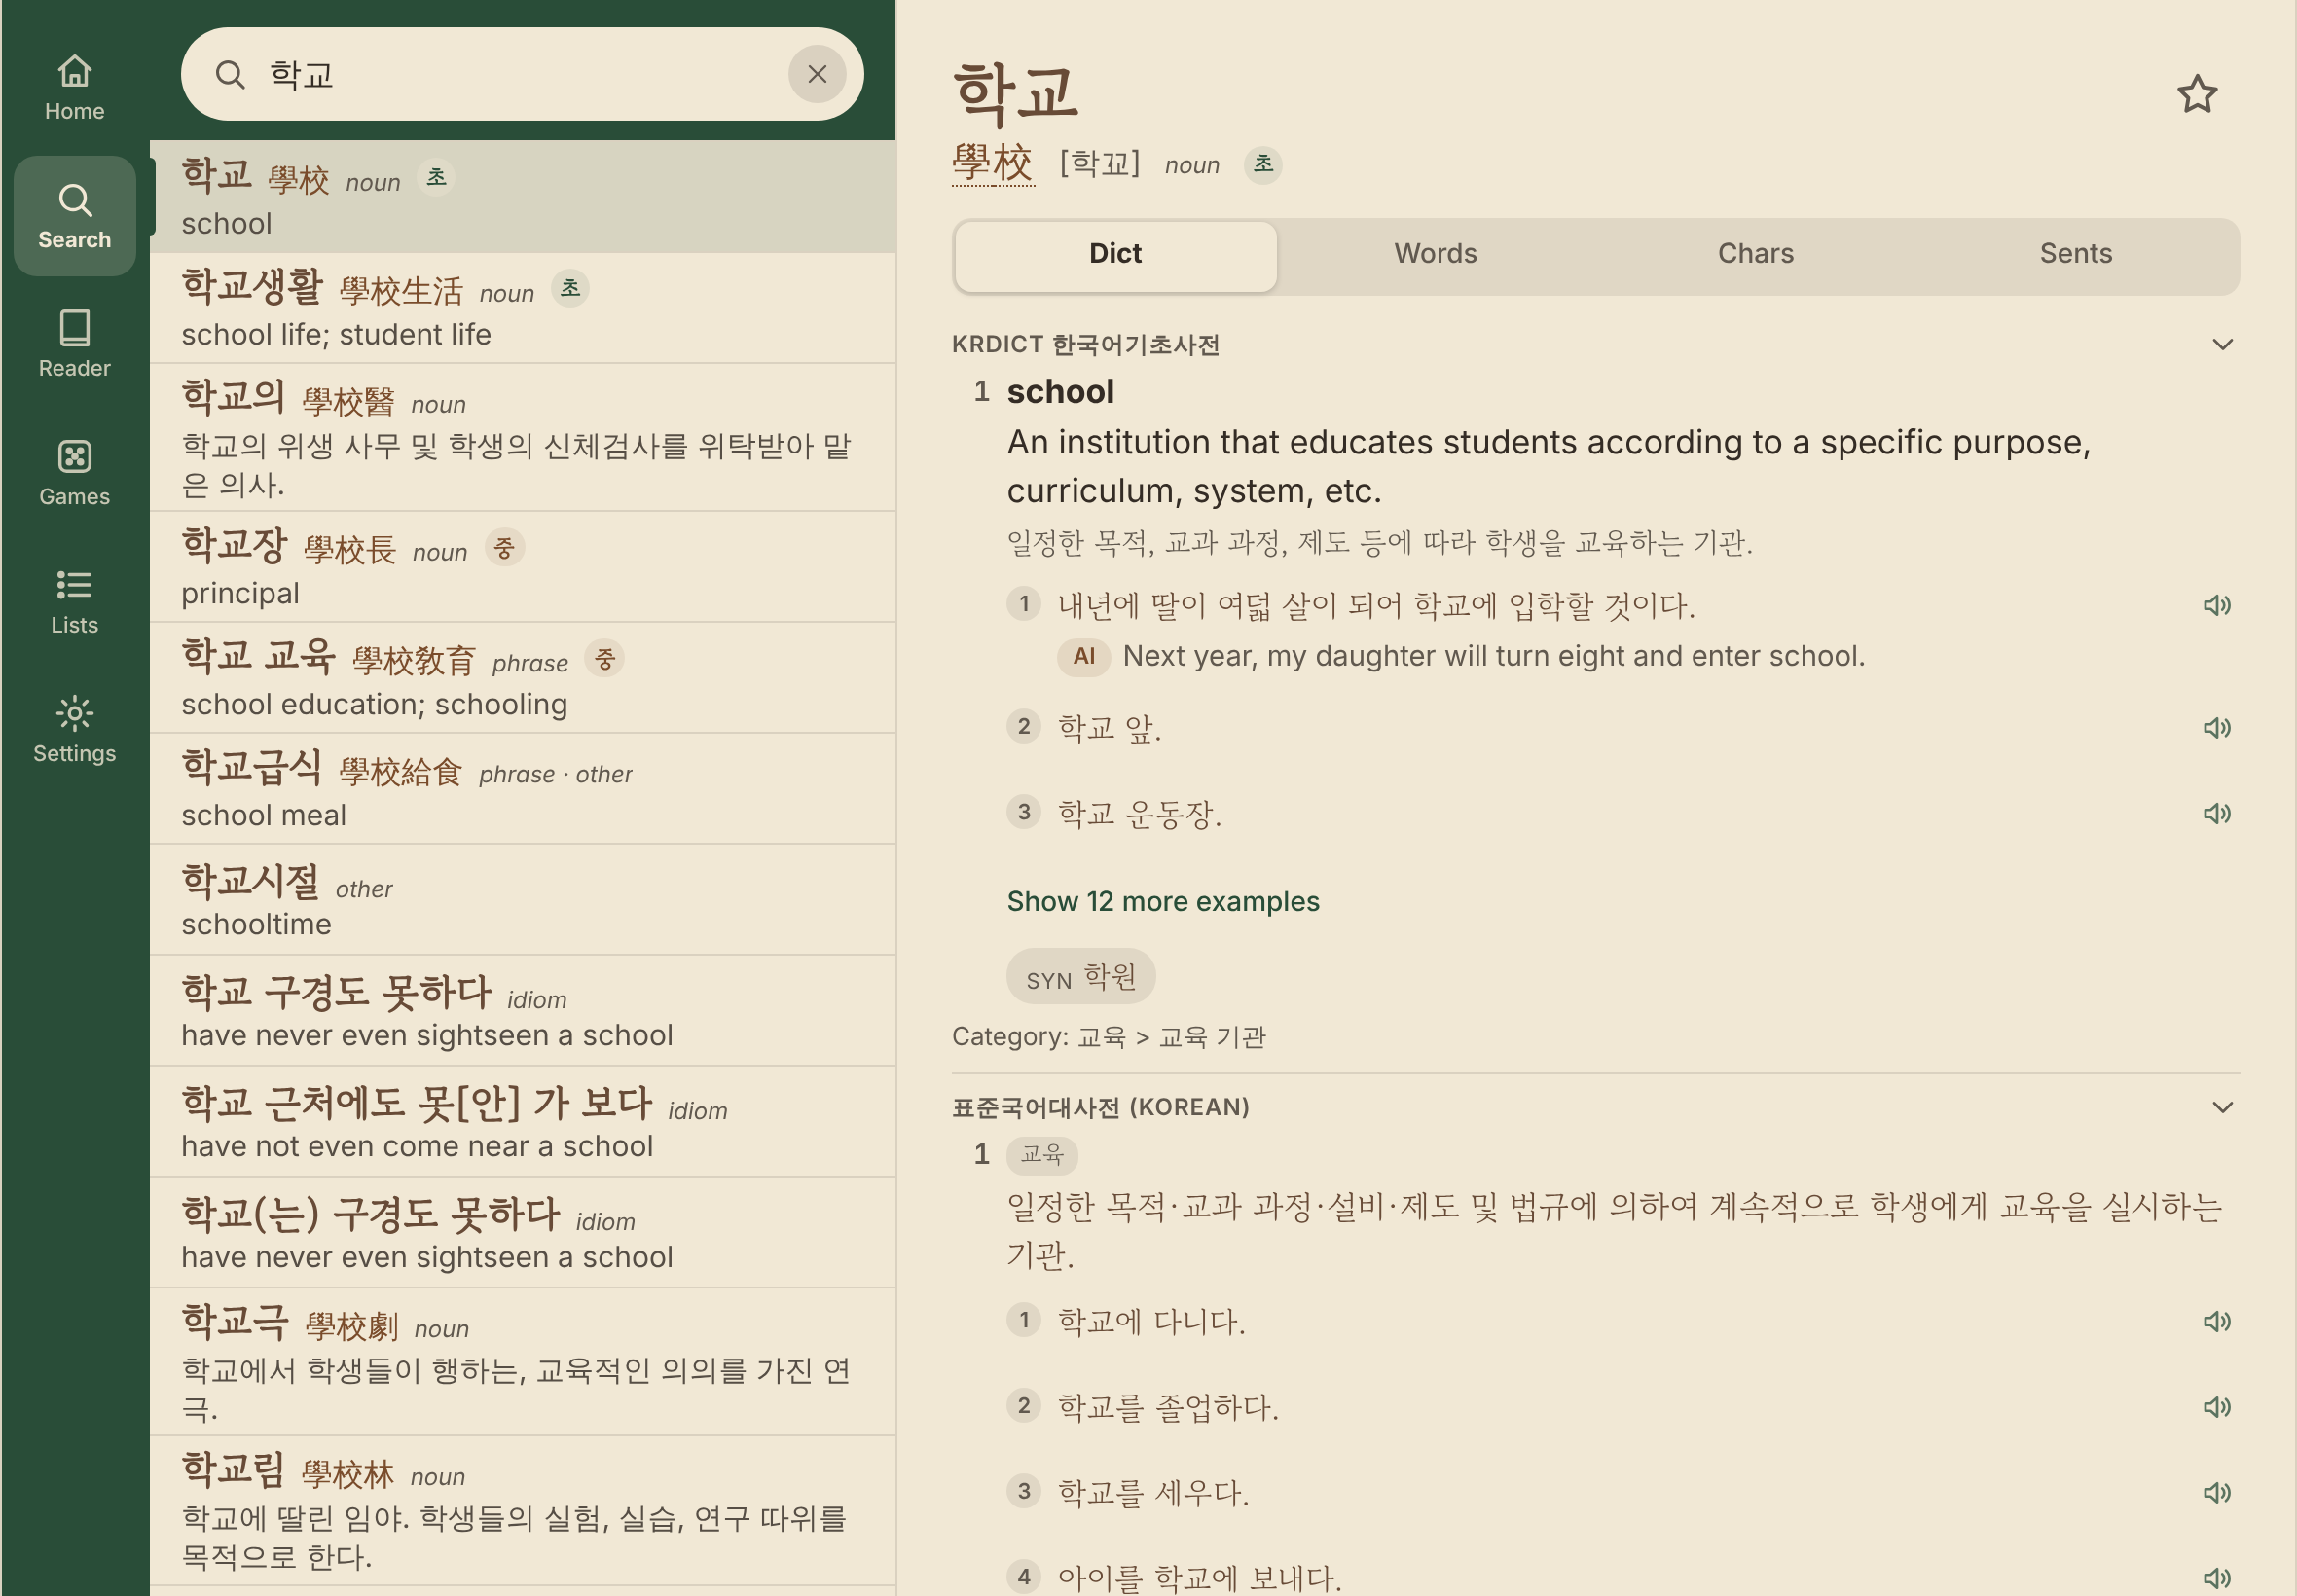 Home
Search
Reader
Games
Lists
Settings
학교
학교 學校 noun 초
school
학교생활 學校生活 noun 초
school life; student life
학교의 學校醫 noun
학교의 위생 사무 및 학생의 신체검사를 위탁받아 맡
은 의사.
학교장 學校長 noun 중
principal
학교 교육 學校敎育 phrase 중
school education; schooling
학교급식 學校給食 phrase · other
school meal
학교시절 other
schooltime
학교 구경도 못하다 idiom
have never even sightseen a school
학교 근처에도 못[안] 가 보다 idiom
have not even come near a school
학교(는) 구경도 못하다 idiom
have never even sightseen a school
학교극 學校劇 noun
학교에서 학생들이 행하는, 교육적인 의의를 가진 연
극.
학교림 學校林 noun
학교에 딸린 임야. 학생들의 실험, 실습, 연구 따위를
목적으로 한다.
학교
學校 [학꾜] noun 초
Dict Words Chars Sents
KRDICT 한국어기초사전
1 school
An institution that educates students according to a specific purpose,
curriculum, system, etc.
일정한 목적, 교과 과정, 제도 등에 따라 학생을 교육하는 기관.
1 내년에 딸이 여덟 살이 되어 학교에 입학할 것이다.
AI Next year, my daughter will turn eight and enter school.
2 학교 앞.
3 학교 운동장.
Show 12 more examples
SYN 학원
Category: 교육 > 교육 기관
표준국어대사전 (KOREAN)
1 교육
일정한 목적·교과 과정·설비·제도 및 법규에 의하여 계속적으로 학생에게 교육을 실시하는
기관.
1 학교에 다니다.
2 학교를 졸업하다.
3 학교를 세우다.
4 아이를 학교에 보내다.